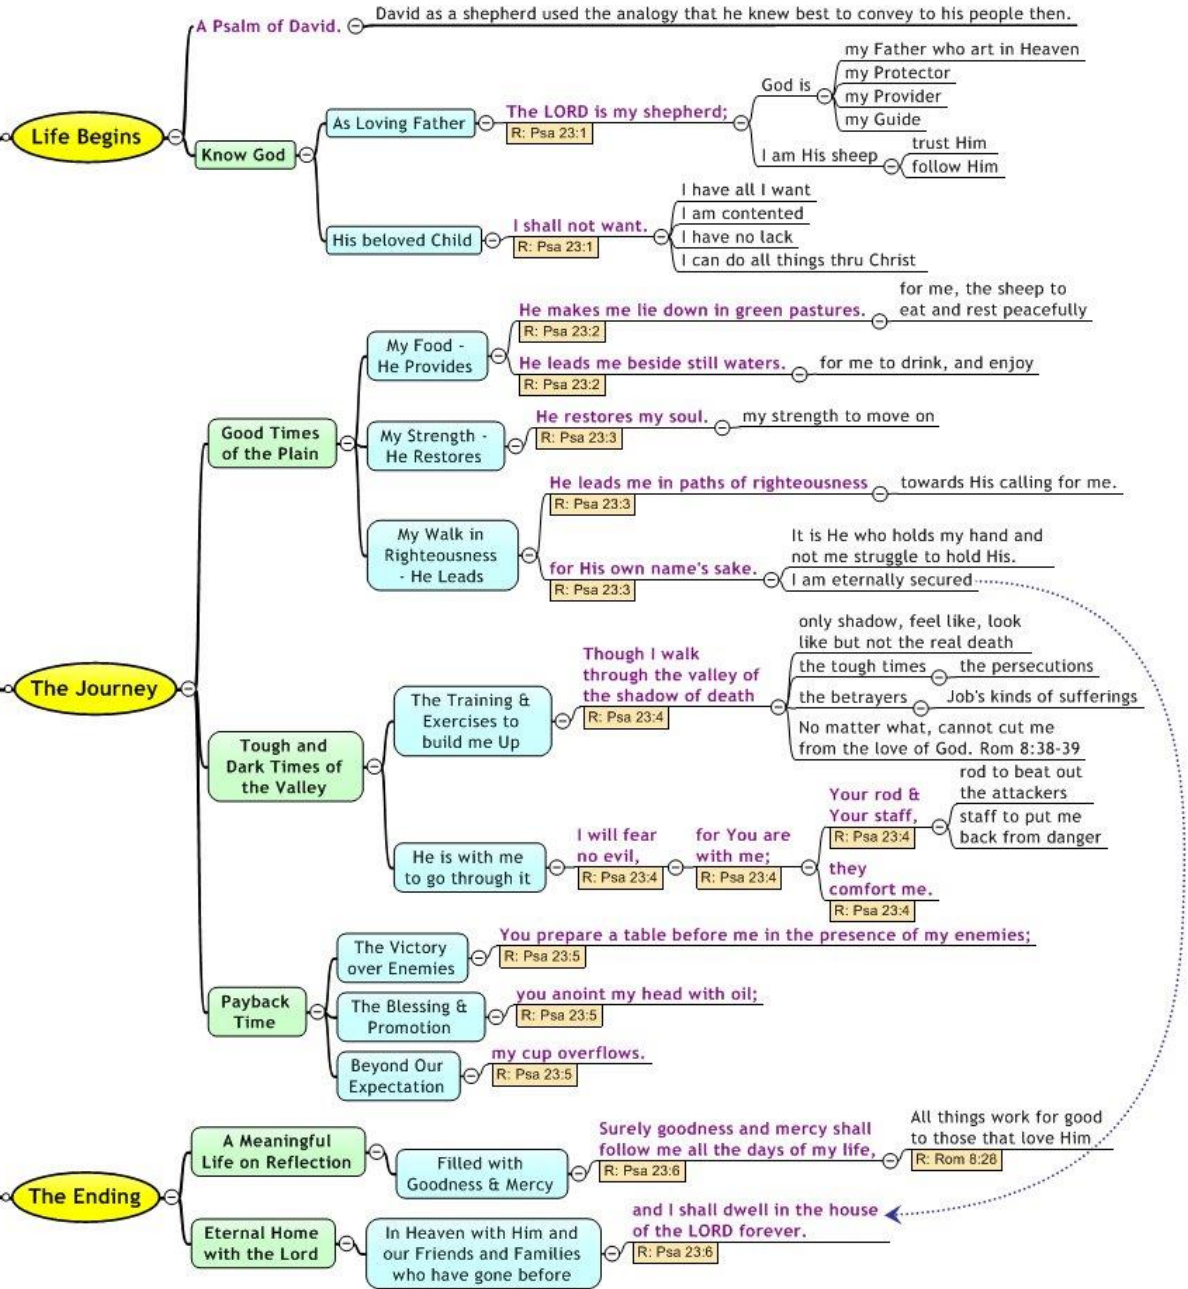 A Psalm of David.
David as a shepherd used the analogy that he knew best to convey to his people then.
Life Begins
Know God
As Loving Father
The LORD is my shepherd;
R: Psa 23:1
God is
my Father who art in Heaven
my Protector
my Provider
my Guide
I am His sheep
trust Him
follow Him
His beloved Child
I shall not want.
R: Psa 23:1
I have all I want
I am contented
I have no lack
I can do all things thru Christ
The Journey
Good Times
of the Plain
My Food -
He Provides
He makes me lie down in green pastures.
R: Psa 23:2
for me, the sheep to
eat and rest peacefully
He leads me beside still waters.
R: Psa 23:2
for me to drink, and enjoy
My Strength -
He Restores
He restores my soul.
R: Psa 23:3
my strength to move on
My Walk in
Righteousness
- He Leads
He leads me in paths of righteousness
R: Psa 23:3
towards His calling for me.
for His own name's sake.
R: Psa 23:3
It is He who holds my hand and
not me struggle to hold His.
I am eternally secured
Tough and
Dark Times of
the Valley
The Training &
Exercises to
build me Up
Though I walk
through the valley of
the shadow of death
R: Psa 23:4
only shadow, feel like, look
like but not the real death
the tough times
the persecutions
the betrayers
Job's kinds of sufferings
No matter what, cannot cut me
from the love of God. Rom 8:38-39
He is with me
to go through it
I will fear
no evil,
R: Psa 23:4
for You are
with me;
R: Psa 23:4
Your rod &
Your staff,
R: Psa 23:4
rod to beat out
the attackers
staff to put me
back from danger
they
comfort me.
R: Psa 23:4
Payback
Time
The Victory
over Enemies
You prepare a table before me in the presence of my enemies;
R: Psa 23:5
The Blessing &
Promotion
you anoint my head with oil;
R: Psa 23:5
Beyond Our
Expectation
my cup overflows.
R: Psa 23:5
The Ending
A Meaningful
Life on Reflection
Filled with
Goodness & Mercy
Surely goodness and mercy shall
follow me all the days of my life,
R: Psa 23:6
All things work for good
to those that love Him
R: Rom 8:28
Eternal Home
with the Lord
In Heaven with Him and
our Friends and Families
who have gone before
and I shall dwell in the house
of the LORD forever.
R: Psa 23:6